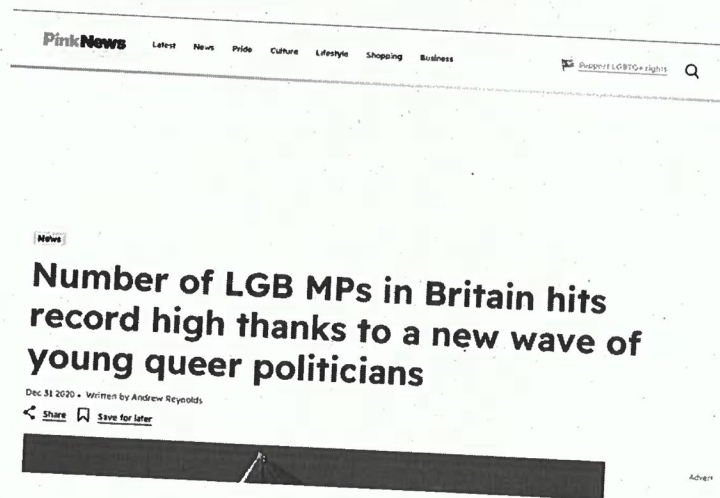 PinkNews
Latest News Pride Culture Lifestyle Shopping Business
Support LGBTQ+ rights
News
Number of LGB MPs in Britain hits
record high thanks to a new wave of
young queer politicians
Dec 31 2020 • Written by Andrew Reynolds
Share Save for later
Advert